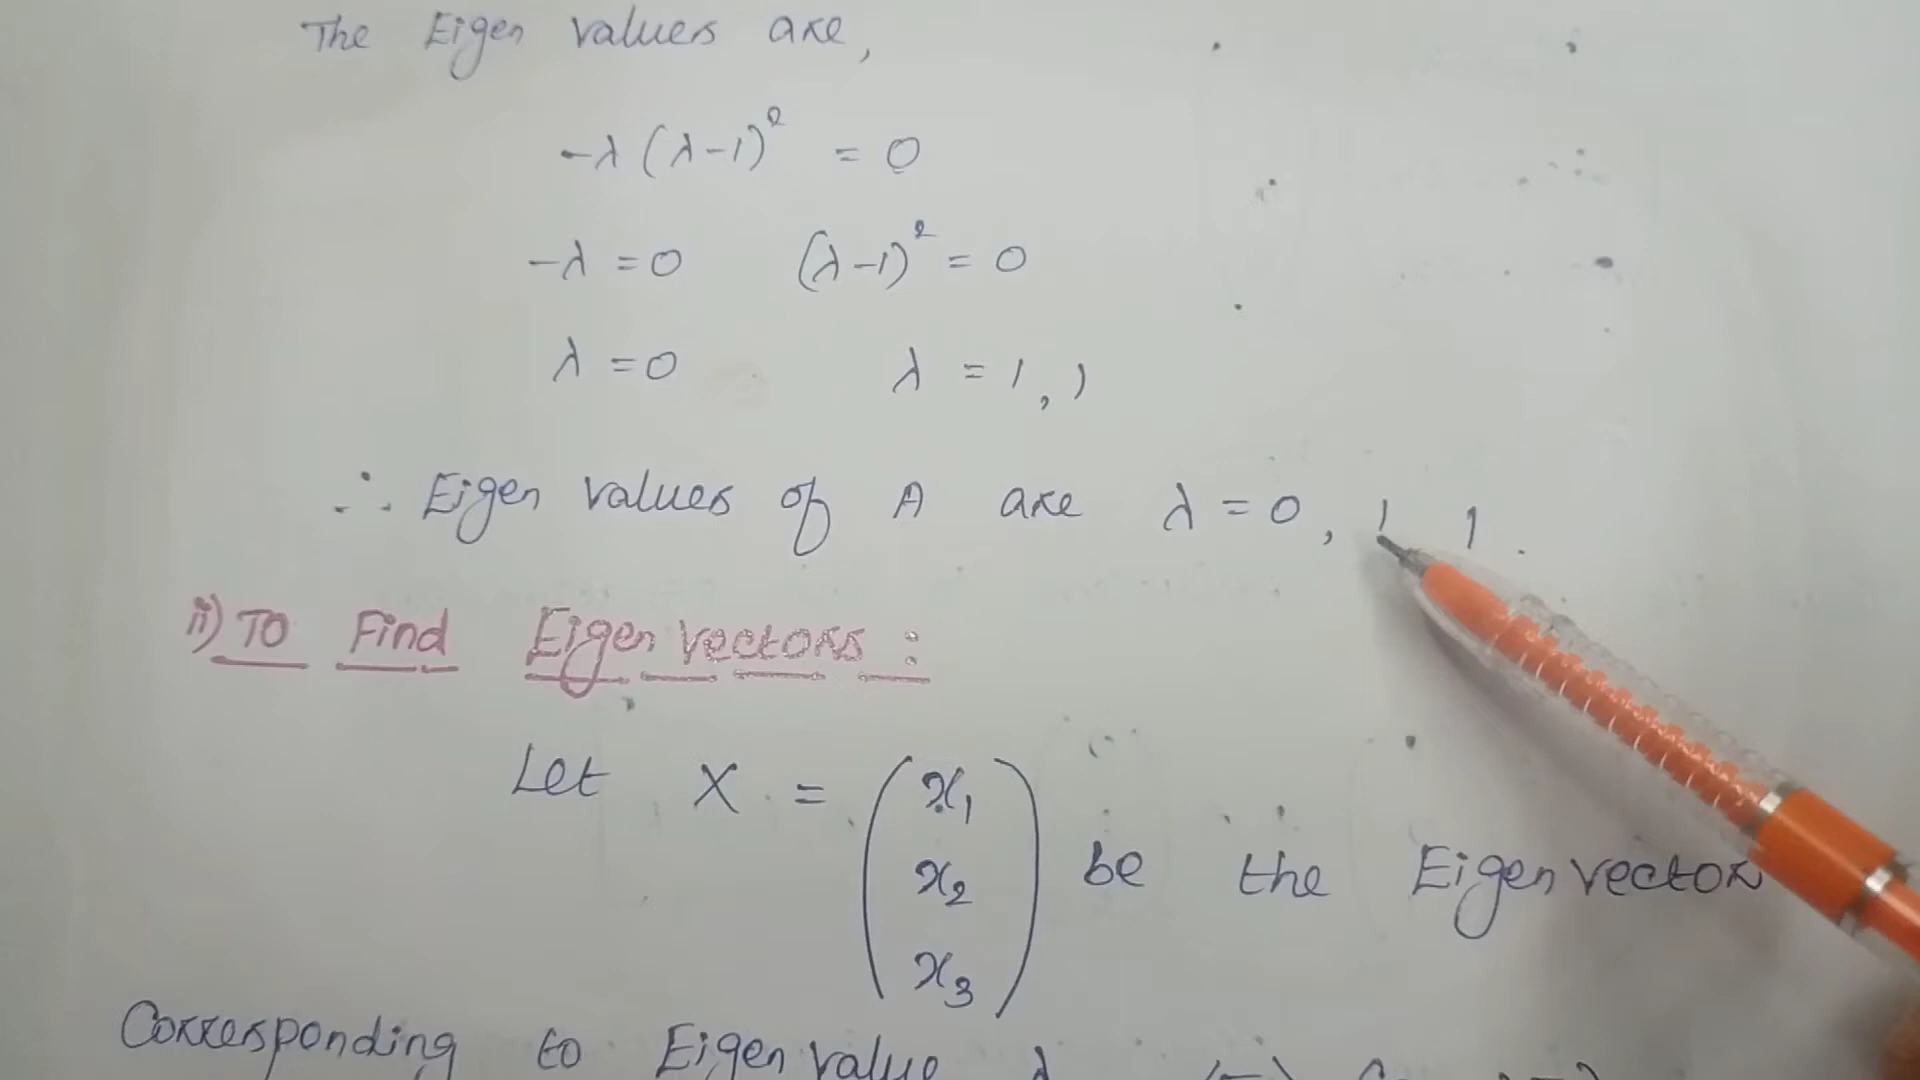 The Eigen values are,
-λ(λ-1)² = 0
-λ = 0 (λ-1)² = 0
λ = 0 λ = 1, 1
∴ Eigen values of A are λ = 0, 1 1.
ii) To Find Eigen vectors :
Let X = (x₁ x₂ x₃) be the Eigen vector
Corresponding to Eigen value λ